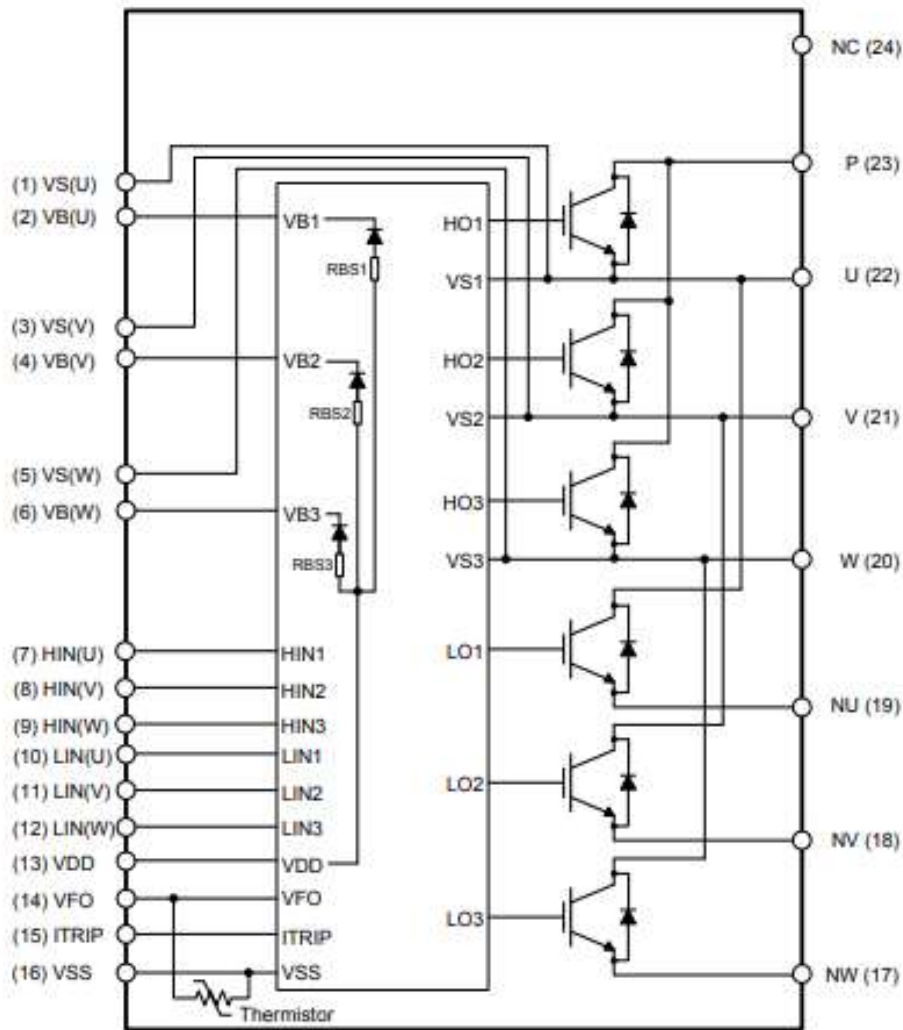 NC (24)
P (23)
(1) VS(U)
(2) VB(U)
VB1
HO1
RBS1
VS1
U (22)
(3) VS(V)
(4) VB(V)
VB2
HO2
RBS2
VS2
V (21)
(5) VS(W)
(6) VB(W)
VB3
HO3
RBS3
VS3
W (20)
(7) HIN(U)
HIN1
LO1
(8) HIN(V)
HIN2
NU (19)
(9) HIN(W)
HIN3
(10) LIN(U)
LIN1
(11) LIN(V)
LIN2
LO2
(12) LIN(W)
LIN3
NV (18)
(13) VDD
VDD
(14) VFO
VFO
LO3
(15) ITRIP
ITRIP
(16) VSS
VSS
NW (17)
Thermistor